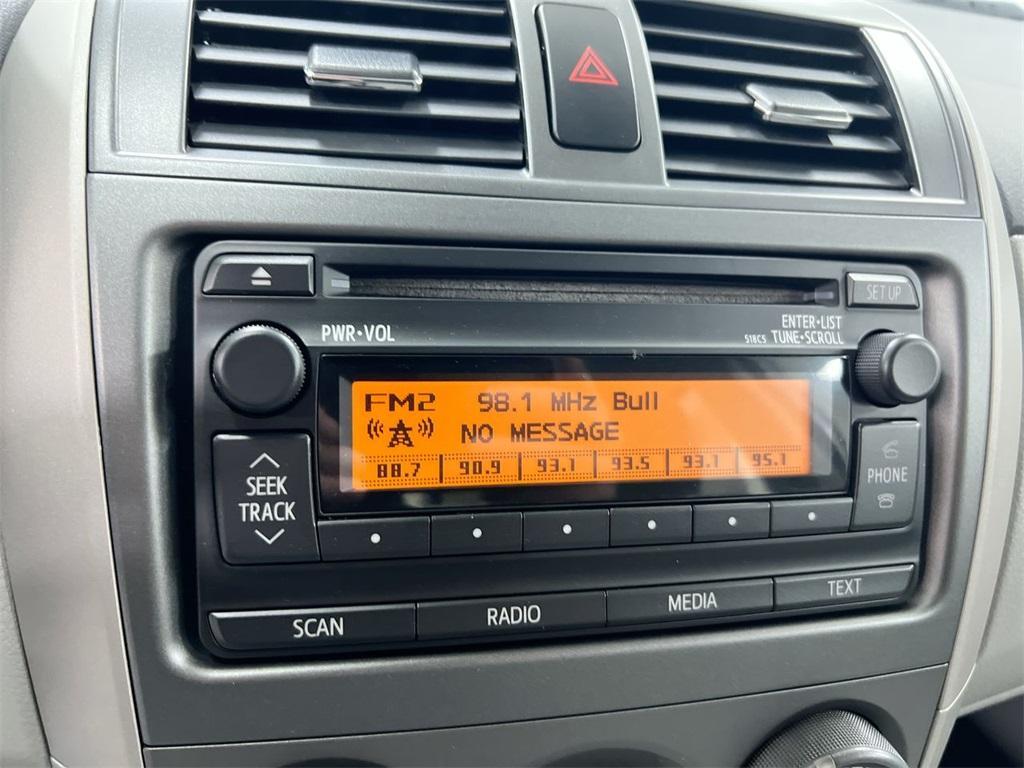 SET UP
PWR•VOL
ENTER•LIST
518C5 TUNE•SCROLL
FM2 98.1 MHz Bull
NO MESSAGE
88.7 90.9 93.1 93.5 93.1 95.1
SEEK
TRACK
PHONE
SCAN RADIO MEDIA TEXT